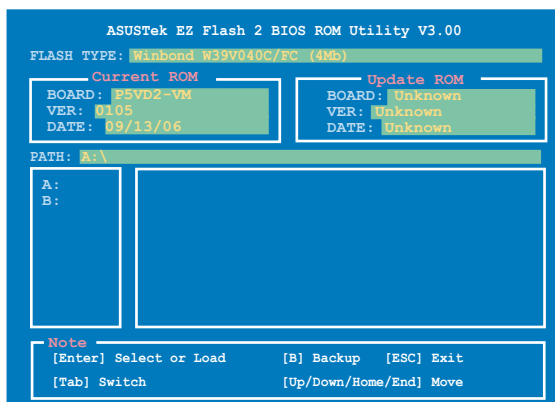 ASUSTek EZ Flash 2 BIOS ROM Utility V3.00
FLASH TYPE: Winbond W39V040C/FC (4Mb)
Current ROM
BOARD: P5VD2-VM
VER: 0105
DATE: 09/13/06
Update ROM
BOARD: Unknown
VER: Unknown
DATE: Unknown
PATH: A:\
A:
B:
Note
[Enter] Select or Load [B] Backup [ESC] Exit
[Tab] Switch [Up/Down/Home/End] Move